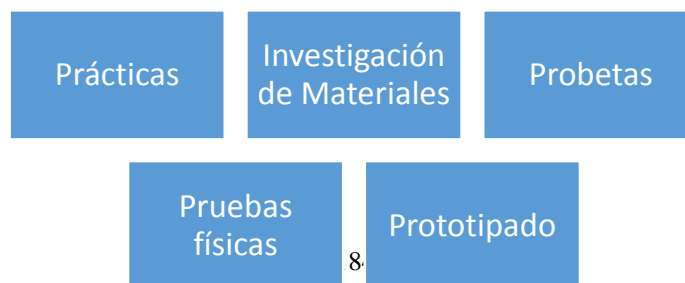 Prácticas
Investigación
de Materiales
Probetas
Pruebas
físicas
Prototipado